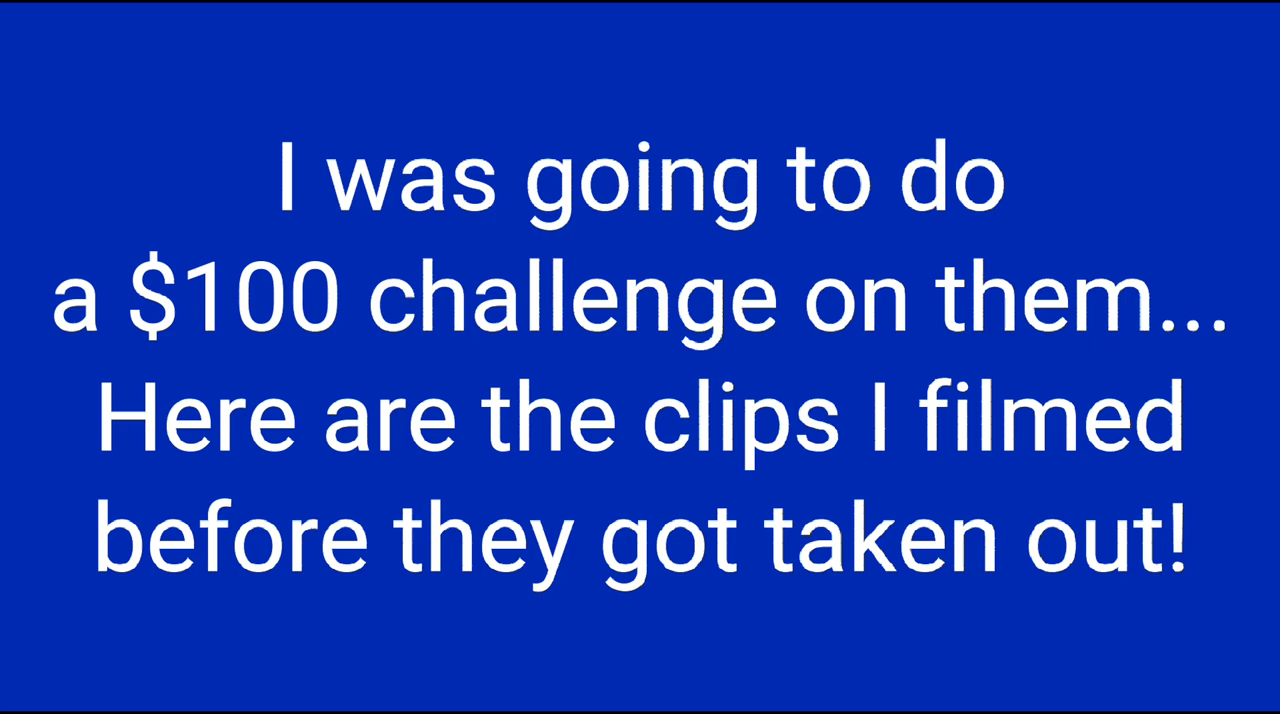 I was going to do
a $100 challenge on them...
Here are the clips I filmed
before they got taken out!